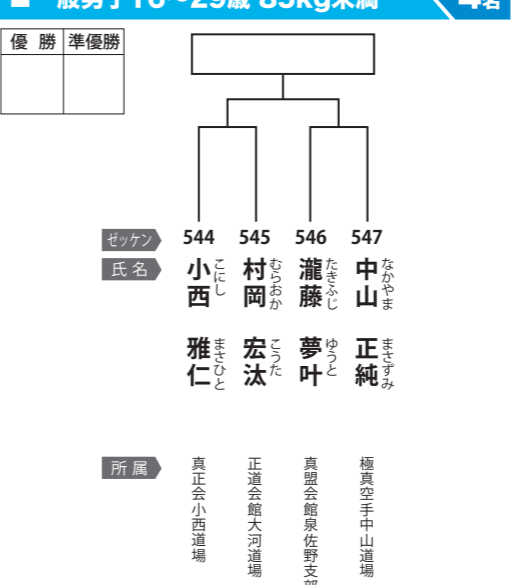 一般男子16〜29歳 85kg未満
4名
優勝 準優勝
ゼッケン 544 545 546 547
氏名
小西 雅仁
こにし まさひと
村岡 宏汰
むらおか こうた
瀧藤 夢叶
たきふじ ゆうと
中山 正純
なかやま まさずみ
所属
真正会小西道場
正道会館大河道場
真盟会館泉佐野支部
極真空手中山道場